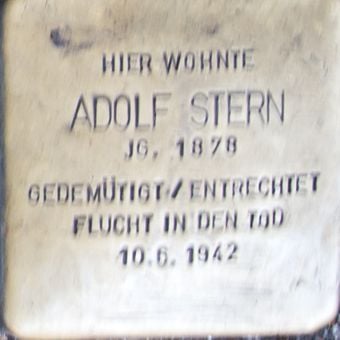 HIER WOHNTE
ADOLF STERN
JG. 1878
GEDEMÜTIGT / ENTRECHTET
FLUCHT IN DEN TOD
10.6.1942